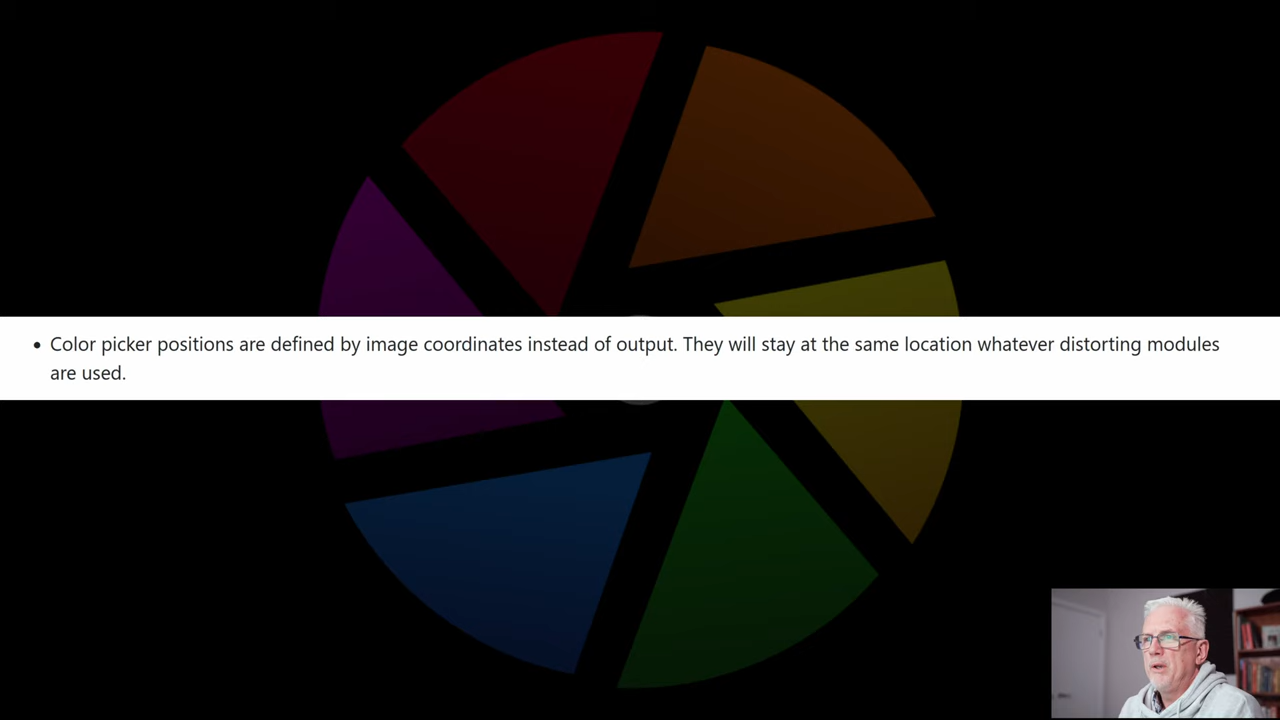 • Color picker positions are defined by image coordinates instead of output. They will stay at the same location whatever distorting modules
are used.